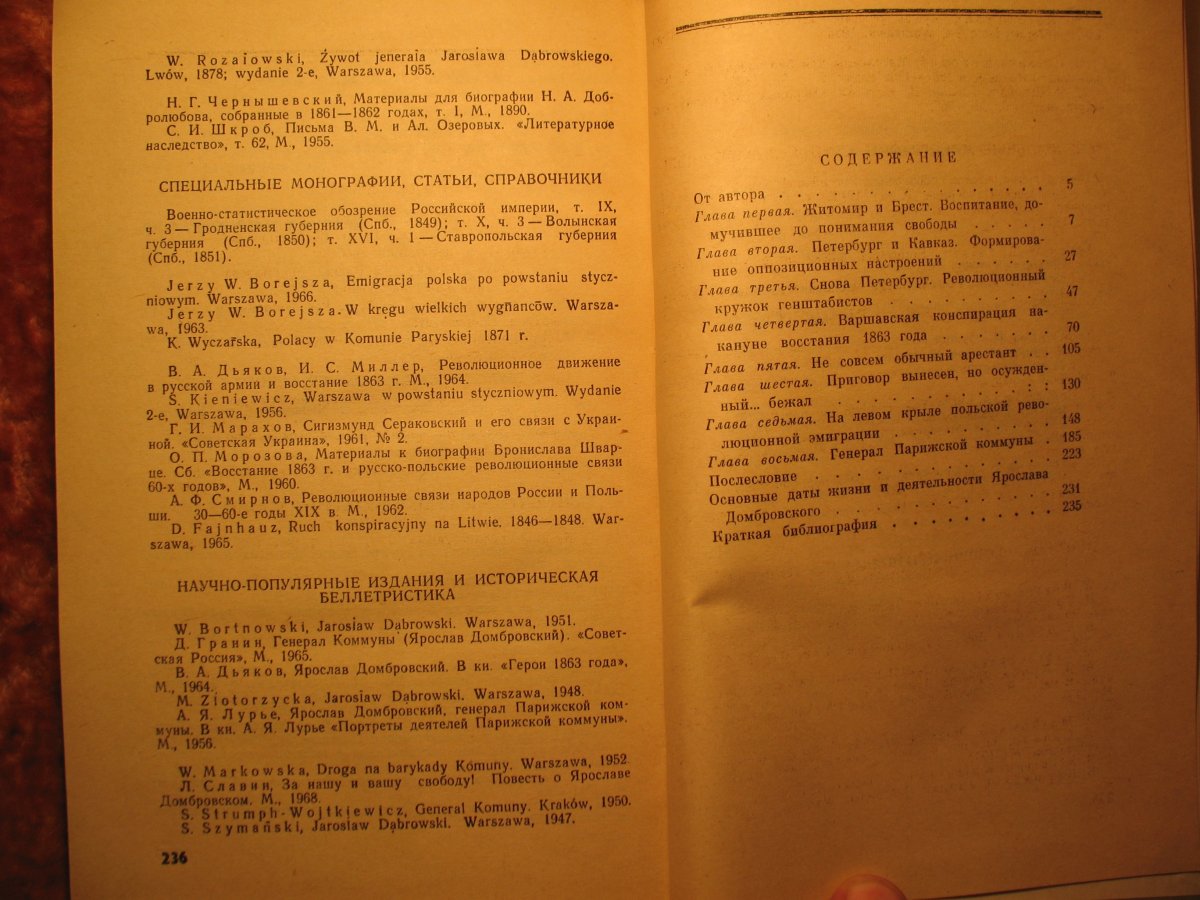 W. Rozaiowski, Żywot jeneraia Jarosiawa Dąbrowskiego.
Lwów, 1878; wydanie 2-e, Warszawa, 1955.
Н. Г. Чернышевский, Материалы для биографии Н. А. Доб-
ролюбова, собранные в 1861—1862 годах, т. I, М., 1890.
С. И. Шкроб, Письма В. М. и Ал. Озеровых. «Литературное
наследство», т. 62, М., 1955.
СПЕЦИАЛЬНЫЕ МОНОГРАФИИ, СТАТЬИ, СПРАВОЧНИКИ
Военно-статистическое обозрение Российской империи, т. IX,
ч. 3 — Гродненская губерния (Спб., 1849); т. X, ч. 3 — Волынская
губерния (Спб., 1850); т. XVI, ч. 1 — Ставропольская губерния
(Спб., 1851).
Jerzy W. Borejsza, Emigracja polska po powstaniu stycz-
niowym. Warszawa, 1966.
Jerzy W. Borejsza. W kręgu wielkich wygńancōw. Warsza-
wa, 1963.
K. Wyczańska, Polacy w Komunie Paryskiej 1871 r.
В. А. Дьяков, И. С. Миллер, Революционное движение
в русской армии и восстание 1863 г. М., 1964.
S. Kieniewicz, Warszawa w powstaniu styczniowym. Wydanie
2-e, Warszawa, 1956.
Г. И. Марахов, Сигизмунд Сераковский и его связи с Украи-
ной. «Советская Украина», 1961, № 2.
О. П. Морозова, Материалы к биографии Бронислава Швар-
це. Сб. «Восстание 1863 г. и русско-польские революционные связи
60-х годов», М., 1960.
А. Ф. Смирнов, Революционные связи народов России и Поль-
ши. 30—60-е годы XIX в. М., 1962.
D. Fajnhauz, Ruch konspiracyjny na Litwie. 1846—1848. War-
szawa, 1965.
НАУЧНО-ПОПУЛЯРНЫЕ ИЗДАНИЯ И ИСТОРИЧЕСКАЯ
БЕЛЛЕТРИСТИКА
W. Bortnowski, Jarosiaw Dąbrowski. Warszawa, 1951.
Д. Гранин, Генерал Коммуны (Ярослав Домбровский). «Совет-
ская Россия», М., 1965.
В. А. Дьяков, Ярослав Домбровский. В кн. «Герои 1863 года»,
М., 1964.
M. Ziotorzycka, Jarosiaw Dąbrowski. Warszawa, 1948.
А. Я. Лурье, Ярослав Домбровский, генерал Парижской ком-
муны. В кн. А. Я. Лурье «Портреты деятелей Парижской коммуны».
М., 1956.
W. Markowska, Droga na barykady Komuny. Warszawa, 1952
Л. Славин, За нашу и вашу свободу! Повесть о Ярославе
Домбровском. М., 1968.
S. Strumph-Wojtkiewicz, General Komuny. Kraków, 1950.
S. Szymański, Jarosiaw Dąbrowski. Warszawa, 1947.
236
СОДЕРЖАНИЕ
От автора . . . . . . . . . . . . . . . . 5
Глава первая. Житомир и Брест. Воспитание, до-
мучившее до понимания свободы . . . . . 7
Глава вторая. Петербург и Кавказ. Формирова-
ние оппозиционных настроений . . . . . . 27
Глава третья. Снова Петербург. Революционный
кружок генштабистов . . . . . . . . . . 47
Глава четвертая. Варшавская конспирация на-
кануне восстания 1863 года . . . . . . 70
Глава пятая. Не совсем обычный арестант . . 105
Глава шестая. Приговор вынесен, но осужден-
ный... бежал . . . . . . . . . . . . 130
Глава седьмая. На левом крыле польской рево-
люционной эмиграции . . . . . . . . . 148
Глава восьмая. Генерал Парижской коммуны . 185
Послесловие . . . . . . . . . . . . . 223
Основные даты жизни и деятельности Ярослава
Домбровского . . . . . . . . . . . . 231
Краткая библиография . . . . . . . . . 235